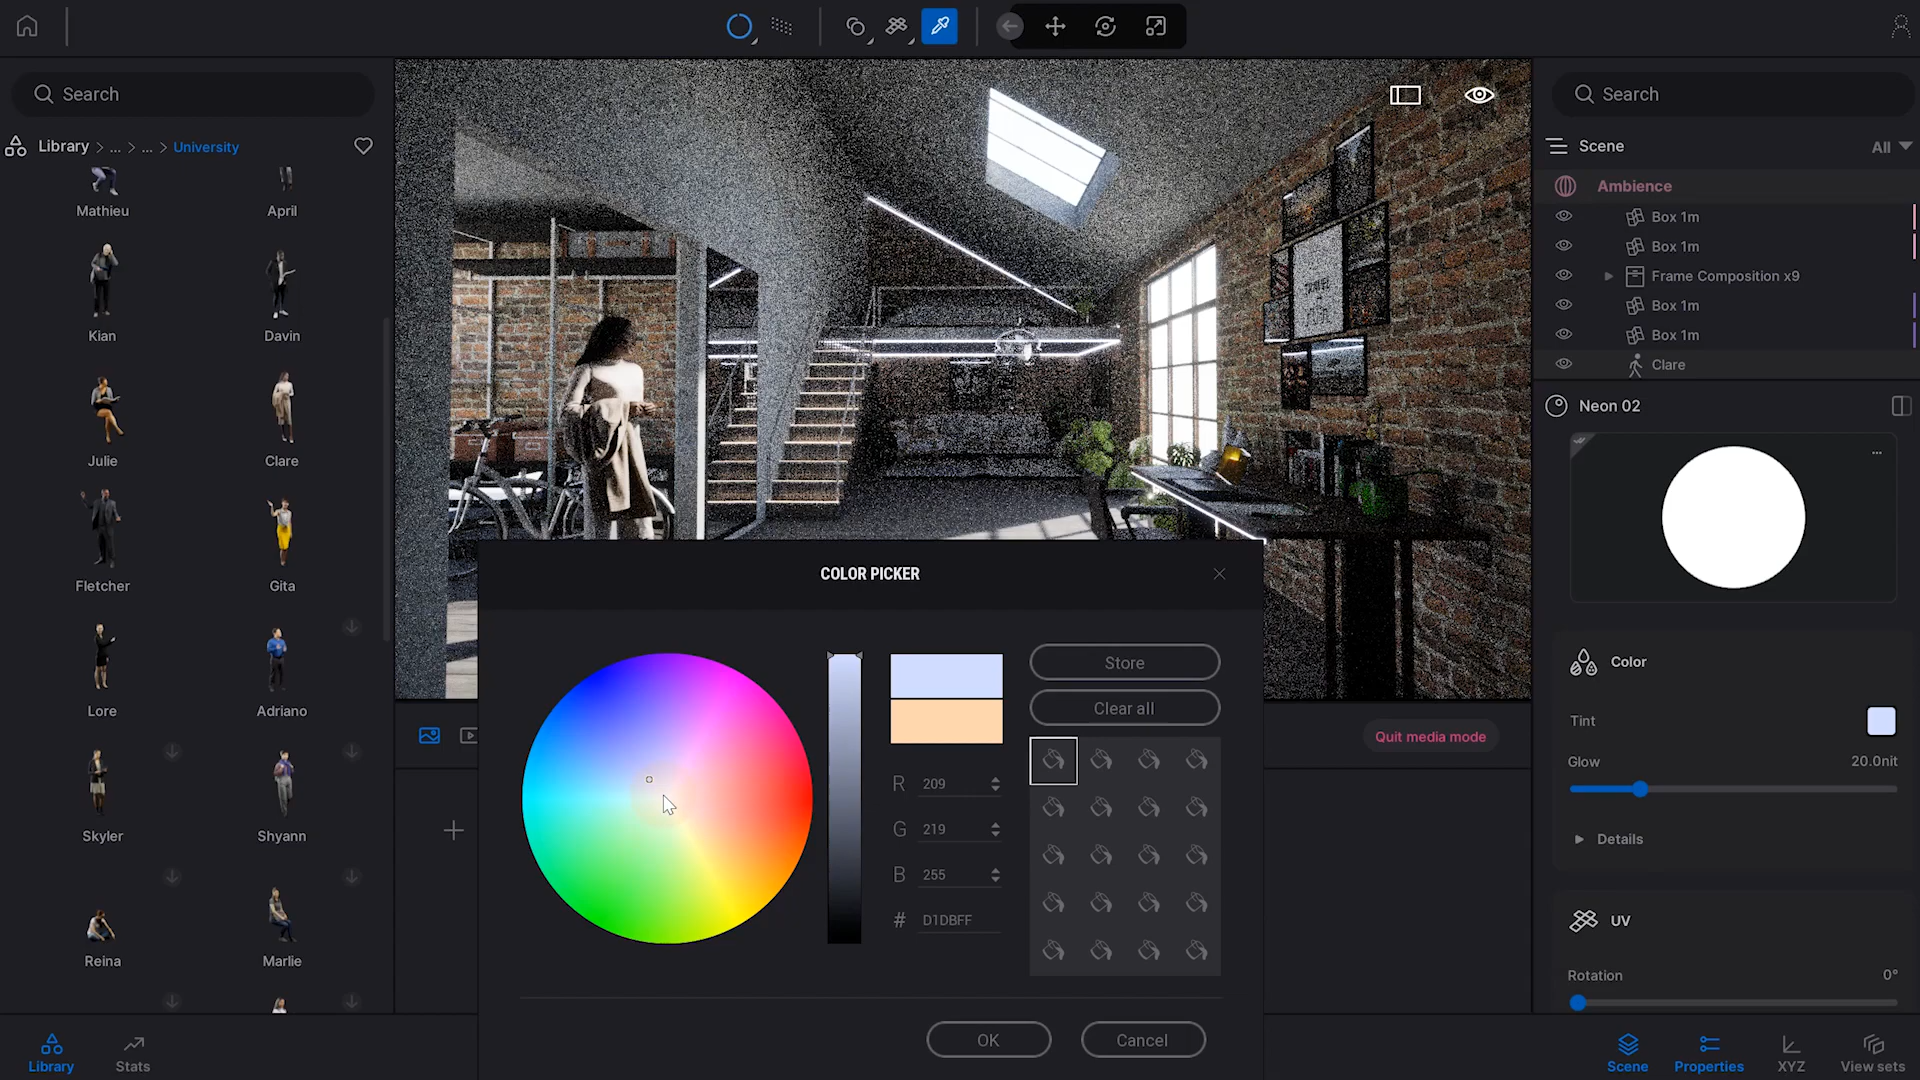 Search
Library > ... > ... > University
Mathieu
April
Kian
Davin
Julie
Clare
Fletcher
Gita
Lore
Adriano
Skyler
Shyann
Reina
Marlie
Library
Stats
Quit media mode
COLOR PICKER
Store
Clear all
R 209
G 219
B 255
# D1DBFF
OK
Cancel
Search
Scene
All
Ambience
Box 1m
Box 1m
Frame Composition x9
Box 1m
Box 1m
Clare
Neon 02
...
Color
Tint
Glow
20.0nit
Details
UV
Rotation
0°
Scene
Properties
XYZ
View sets